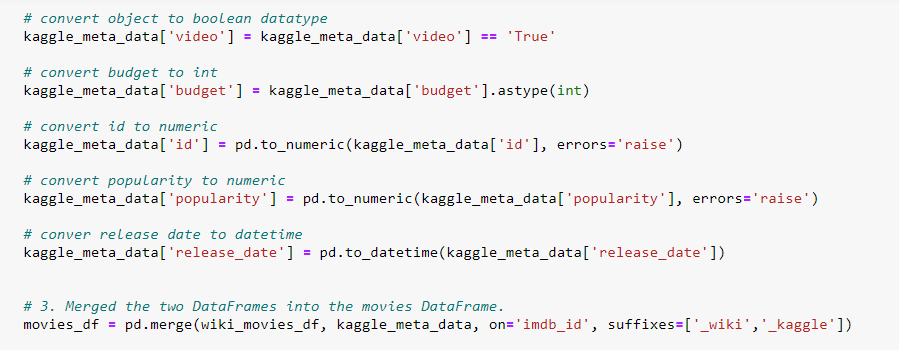 # convert object to boolean datatype
kaggle_meta_data['video'] = kaggle_meta_data['video'] == 'True'
# convert budget to int
kaggle_meta_data['budget'] = kaggle_meta_data['budget'].astype(int)
# convert id to numeric
kaggle_meta_data['id'] = pd.to_numeric(kaggle_meta_data['id'], errors='raise')
# convert popularity to numeric
kaggle_meta_data['popularity'] = pd.to_numeric(kaggle_meta_data['popularity'], errors='raise')
# conver release date to datetime
kaggle_meta_data['release_date'] = pd.to_datetime(kaggle_meta_data['release_date'])
# 3. Merged the two DataFrames into the movies DataFrame.
movies_df = pd.merge(wiki_movies_df, kaggle_meta_data, on='imdb_id', suffixes=['_wiki','_kaggle'])